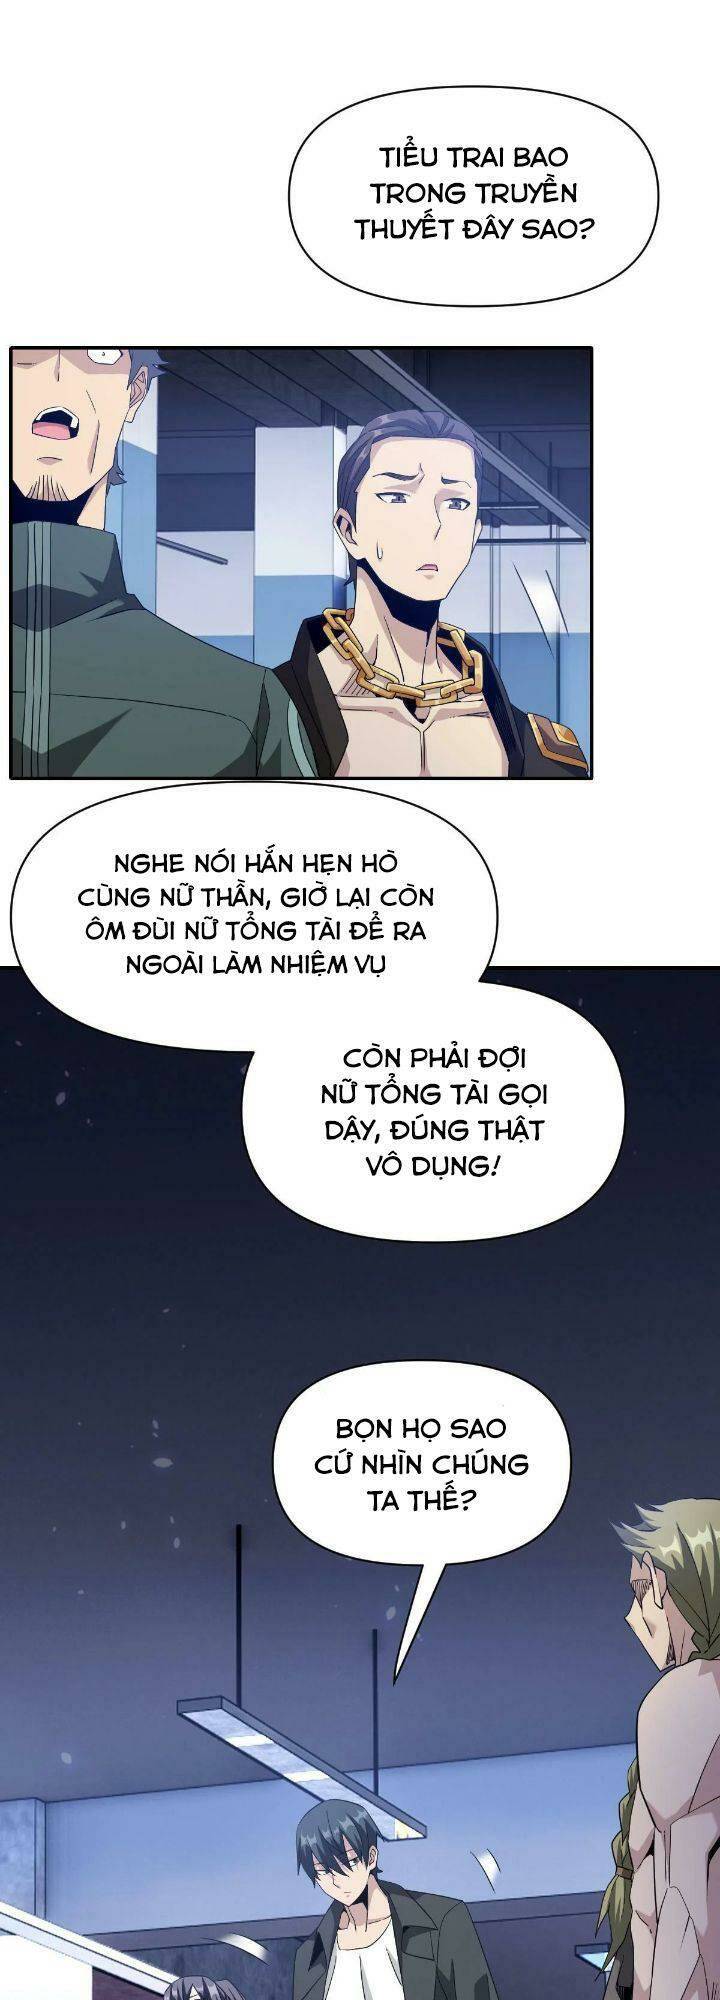 TIỂU TRAI BAO
TRONG TRUYỀN
THUYẾT ĐÂY SAO?
NGHE NÓI HẮN HẸN HÒ
CÙNG NỮ THẦN, GIỜ LẠI CÒN
ÔM ĐÙI NỮ TỔNG TÀI ĐỂ RA
NGOÀI LÀM NHIỆM VỤ
CÒN PHẢI ĐỢI
NỮ TỔNG TÀI GỌI
DẬY, ĐÚNG THẬT
VÔ DỤNG!
BỌN HỌ SAO
CỨ NHÌN CHÚNG
TA THẾ?